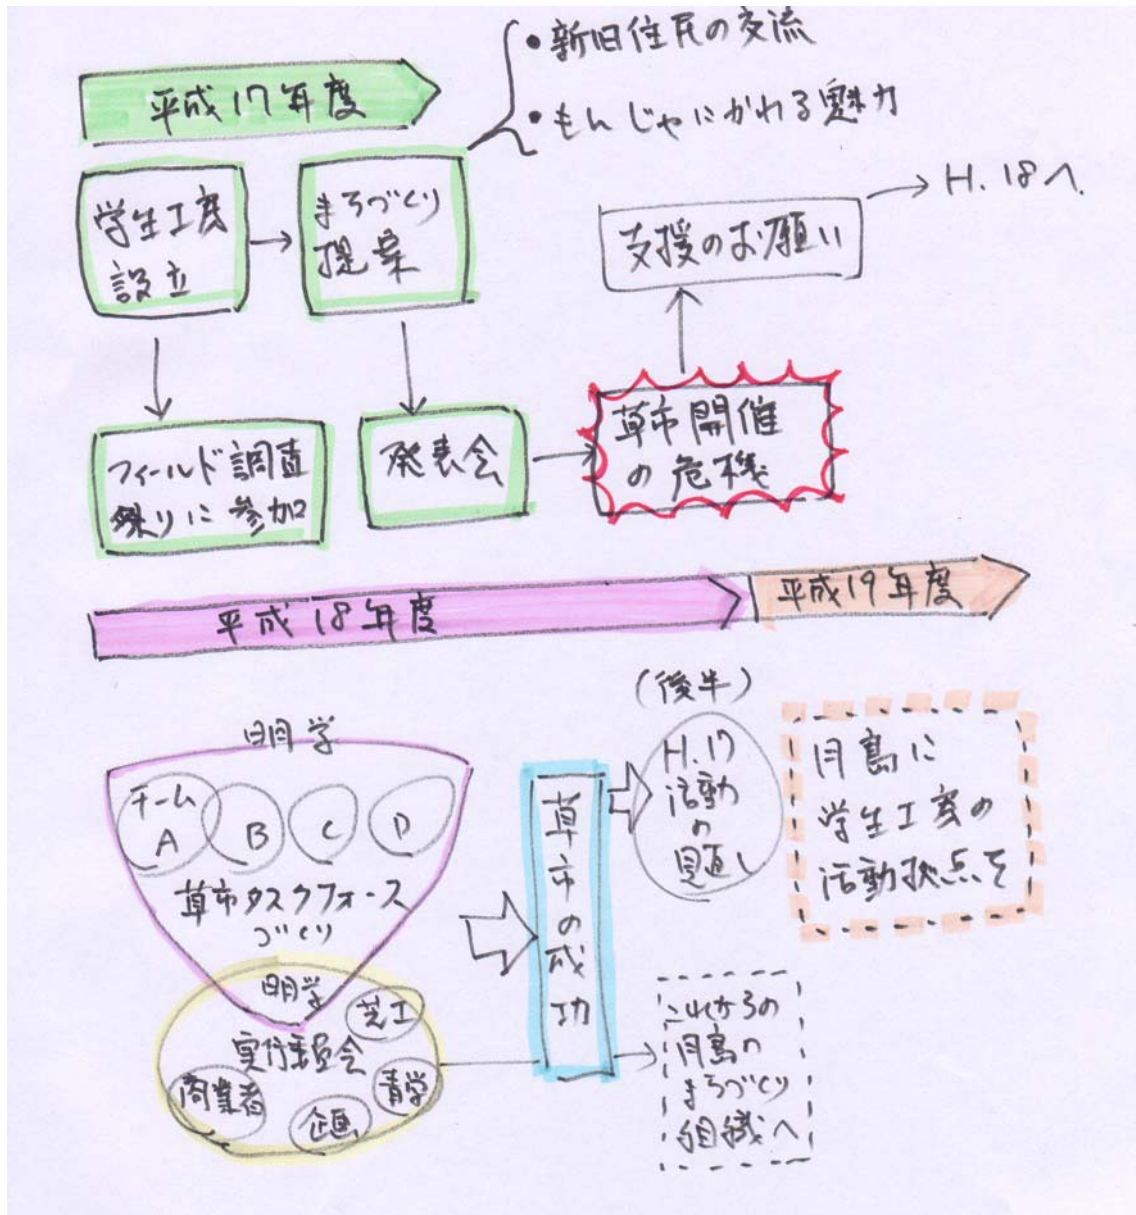 平成17年度
・新旧住民の交流
・もんじゃにかわる魅力
学生工房
設立
まちづくり
提案
支援のお願い
H.18へ
フィールド調査
祭りに参加
発表会
草市開催
の危機
平成18年度
平成19年度
明学
チーム
A
B
C
D
草市タスクフォース
づくり
明学
芝工
実行委員会
商業者
企画
青学
草市の成功
(後半)
H.17
活動
の
見直し
月島に
学生工房の
活動拠点を
これからの
月島の
まちづくり
組織へ